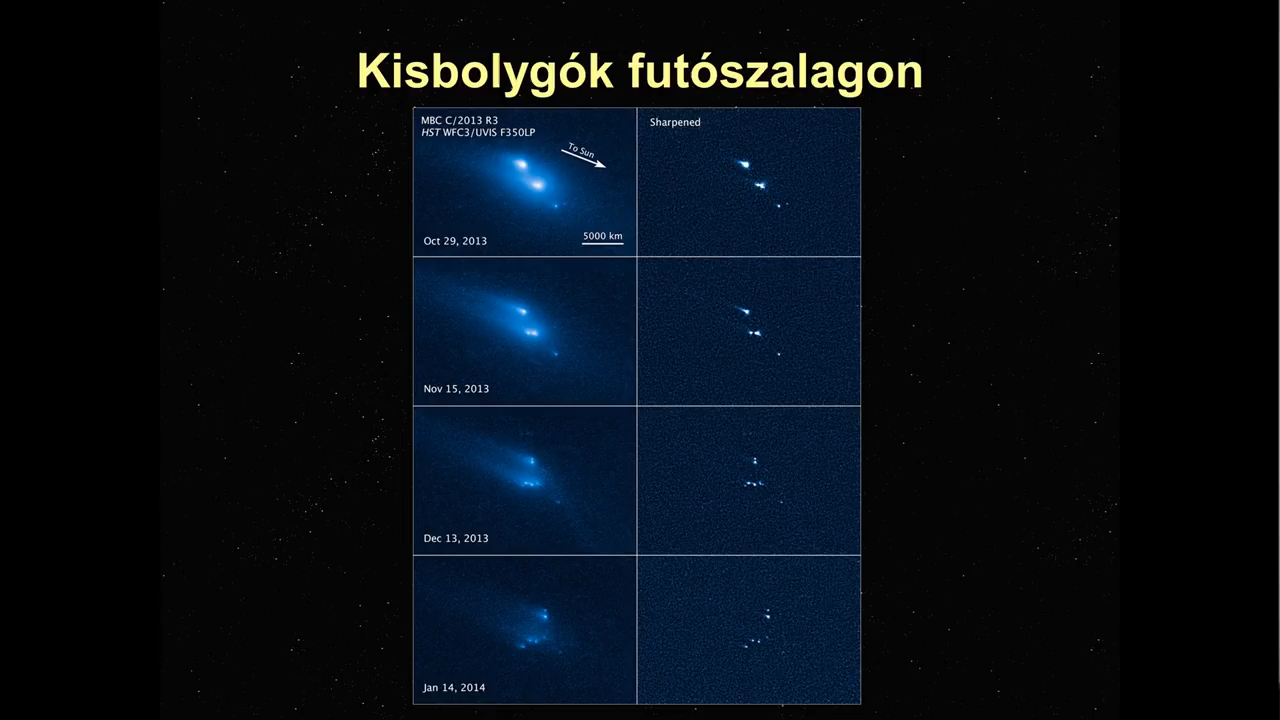 Kisbolygók futószalagon
MBC C/2013 R3
HST WFC3/UVIS F350LP
To Sun
Oct 29, 2013
5000 km
Sharpened
Nov 15, 2013
Dec 13, 2013
Jan 14, 2014